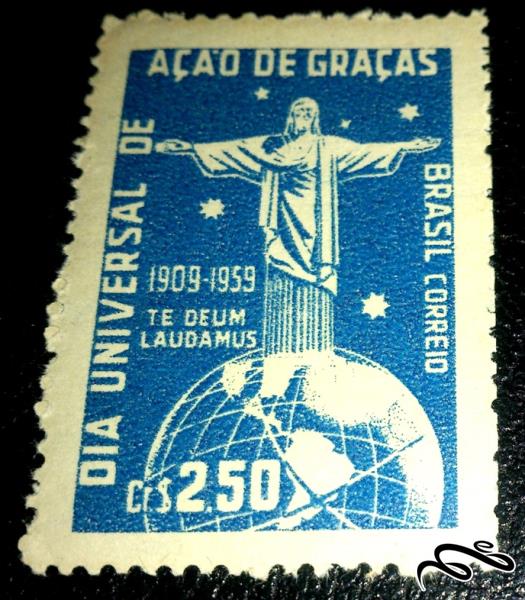 DIA UNIVERSAL DE
AÇÃO DE GRAÇAS
BRASIL CORREIO
1909-1959
TE DEUM
LAUDAMUS
Cr$ 2.50